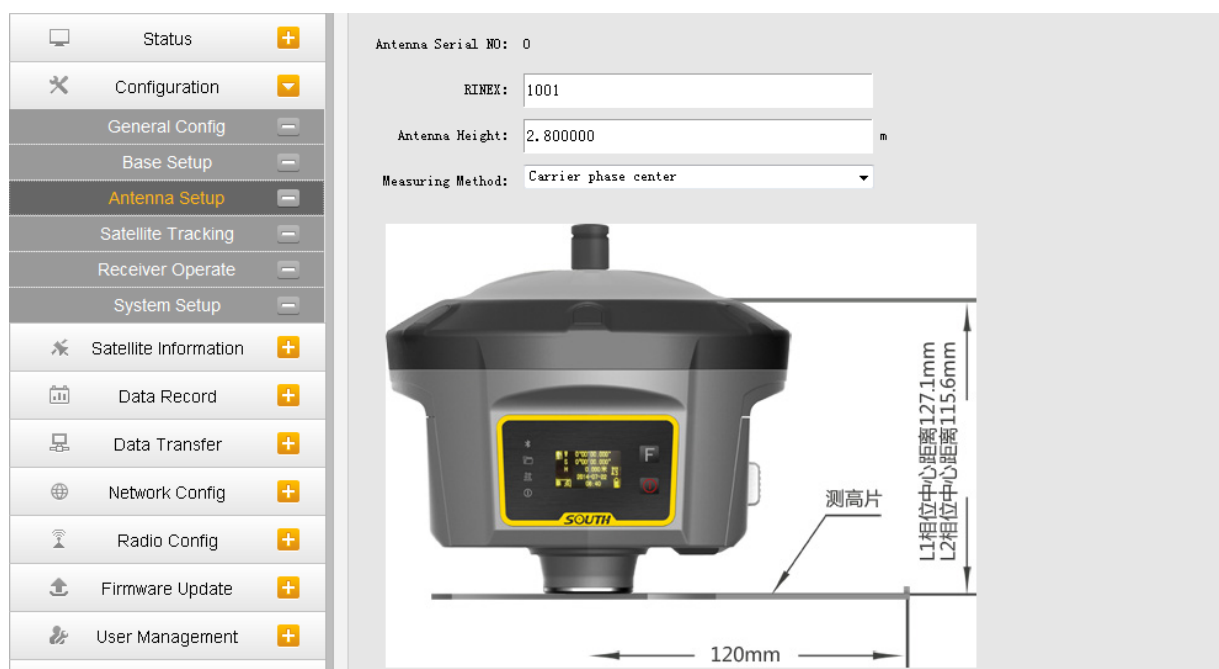 Status
Configuration
General Config
Base Setup
Antenna Setup
Satellite Tracking
Receiver Operate
System Setup
Satellite Information
Data Record
Data Transfer
Network Config
Radio Config
Firmware Update
User Management
Antenna Serial NO: 0
RINEX: 1001
Antenna Height: 2.800000 m
Measuring Method: Carrier phase center
L1相位中心距离127.1mm
L2相位中心距离115.6mm
F
SOUTH
测高片
120mm